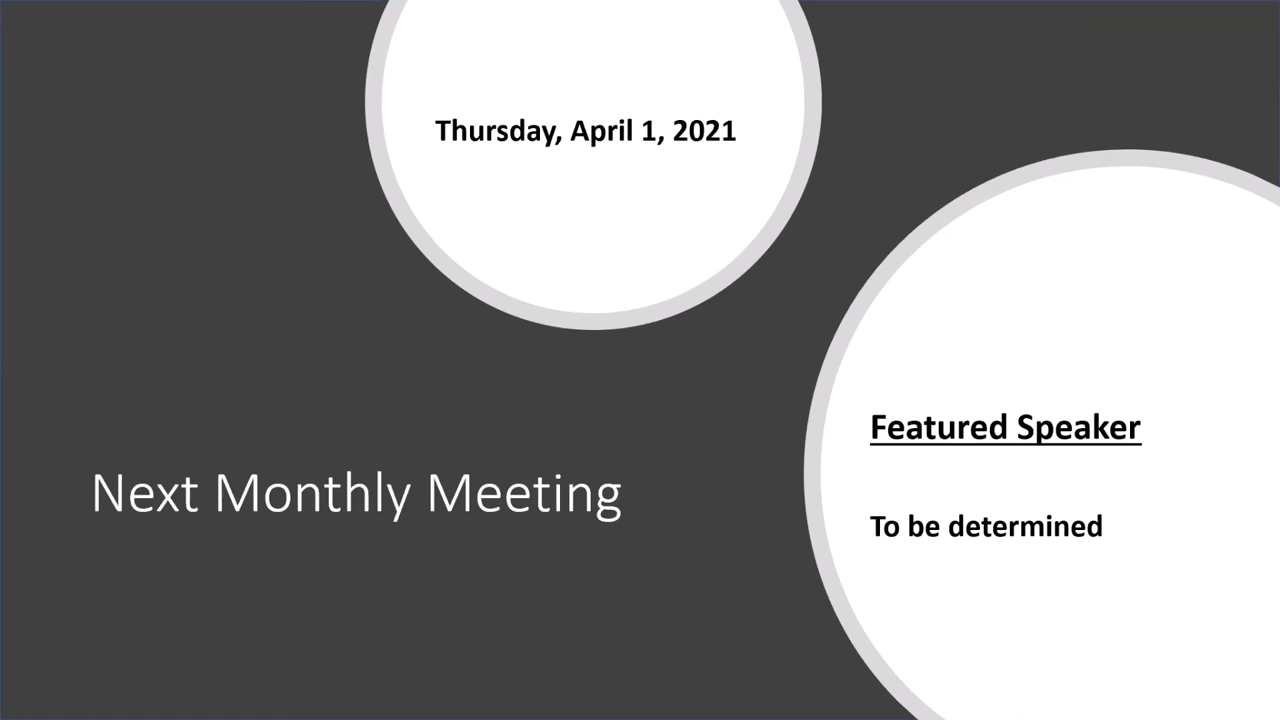 Thursday, April 1, 2021
Next Monthly Meeting
Featured Speaker
To be determined